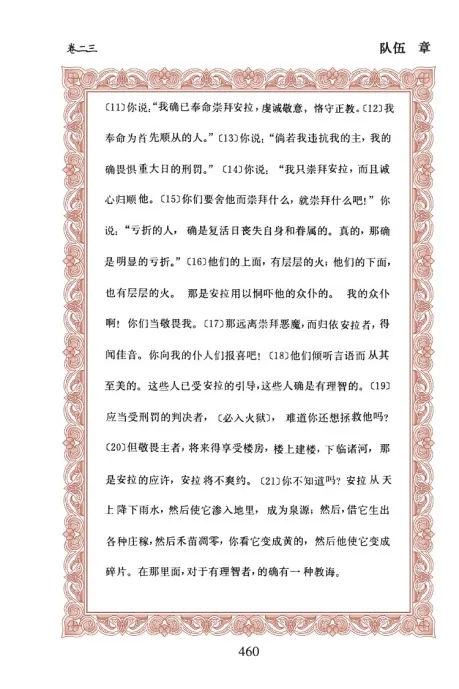 卷二三
队伍 章
〔11〕你说:“我确已奉命崇拜安拉,虔诚敬意,恪守正教。〔12〕我
奉命为首先顺从的人。”〔13〕你说:“倘若我违抗我的主,我的
确畏惧重大日的刑罚。”〔14〕你说:“我只崇拜安拉,而且诚
心归顺他。〔15〕你们要舍他而崇拜什么,就崇拜什么吧!”你
说:“亏折的人,确是复活日丧失自身和眷属的。真的,那确
是明显的亏折。”〔16〕他们的上面,有层层的火;他们的下面,
也有层层的火。 那是安拉用以恫吓他的众仆的。 我的众仆
啊!你们当敬畏我。〔17〕那远离崇拜恶魔,而归依安拉者,得
闻佳音。你向我的仆人们报喜吧!〔18〕他们倾听言语而从其
至美的。这些人已受安拉的引导,这些人确是有理智的。〔19〕
应当受刑罚的判决者,〔必入火狱〕,难道你还想拯救他吗?
〔20〕但敬畏主者,将来得享受楼房,楼上建楼,下临诸河,那
是安拉的应许,安拉将不爽约。〔21〕你不知道吗?安拉从天
上降下雨水,然后使它渗入地里,成为泉源;然后,借它生出
各种庄稼,然后禾苗凋零,你看它变成黄的,然后他使它变成
碎片。在那里面,对于有理智者,的确有一种教诲。
460